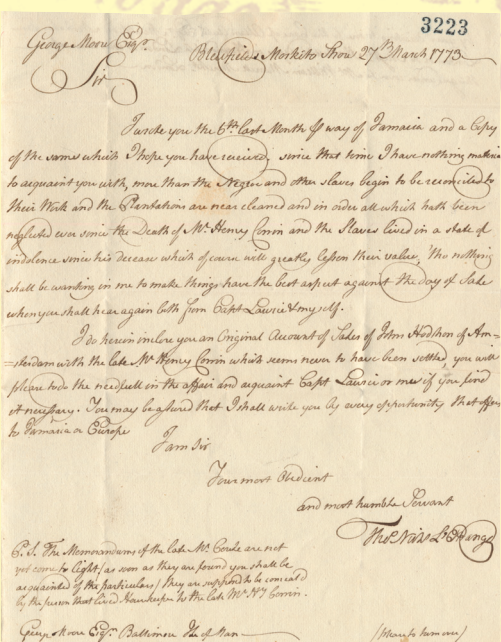 3223
George Moore Esqr.
Blewfields Moskito Shore 27th March 1773
Sir
I wrote you the 6th last Month by way of Jamaica and a Copy
of the same which I hope you have received, since that time I have nothing material
to acquaint you with, more than the Negroe and other slaves begin to be reconciled to
their Work and the Plantations are near cleaned and in order all which hath been
neglected ever since the Death of Mr. Henry Corrin and the Slaves lived in a state of
indolence since his decease which of course will greatly lessen their value, 'tho nothing
shall be wanting in me to make things have the best aspect against the day of Sale
when you shall hear again both from Capt Lawrie & myself.
I do herein inclose you an Original Account of Sales of John Hodshon of Am=
=sterdam with the late Mr. Henry Corrin which seems never to have been settled, you will
please to do the needfull in the affair and acquaint Capt Lawrie or me if you find
it necessary. You may be assured that I shall write you by every opportunity that offers
to Jamaica or Europe
I am Sir
Your most Obedient
and most humble Servant
Thos.
P.S. The Memorandums of the late Mr. are not
yet come to light, as soon as they are found you shall be
acquainted of the particulars, they are supposed to be conceal'd
by the person that lived Housekeeper to the late Mr. Hy Corrin.
George Moore Esqr. Baltimore Isle of Man